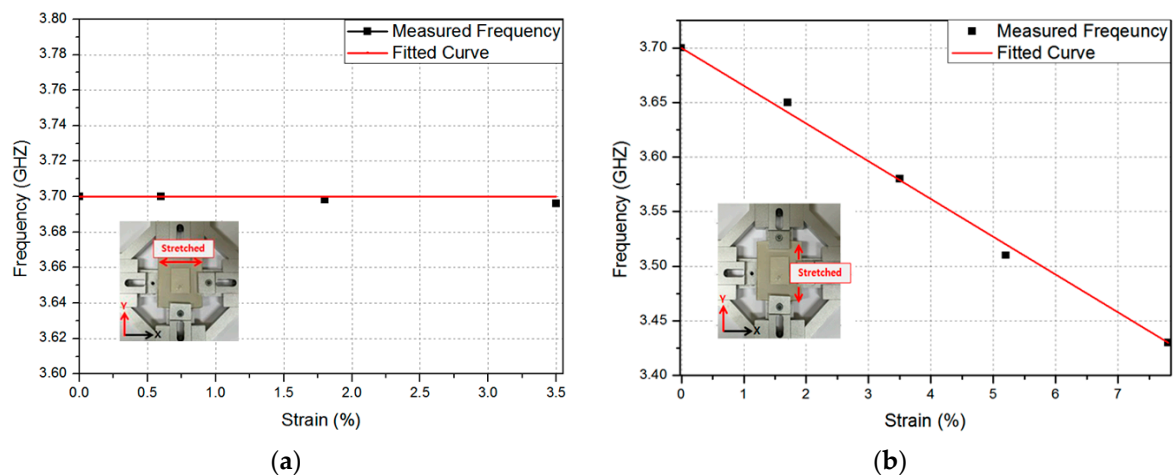 3.80
3.78
3.76
3.74
3.72
3.70
3.68
3.66
3.64
3.62
3.60
Frequency (GHZ)
Measured Frequency
Fitted Curve
Stretched
Y
X
0.0 0.5 1.0 1.5 2.0 2.5 3.0 3.5
Strain (%)
(a)
3.70
3.65
3.60
3.55
3.50
3.45
3.40
Frequency (GHZ)
Measured Freqeuncy
Fitted Curve
Stretched
Y
X
0 1 2 3 4 5 6 7
Strain (%)
(b)